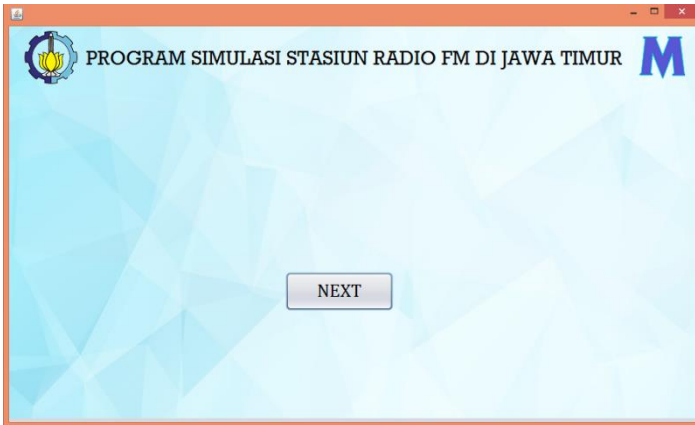 PROGRAM SIMULASI STASIUN RADIO FM DI JAWA TIMUR
M
NEXT